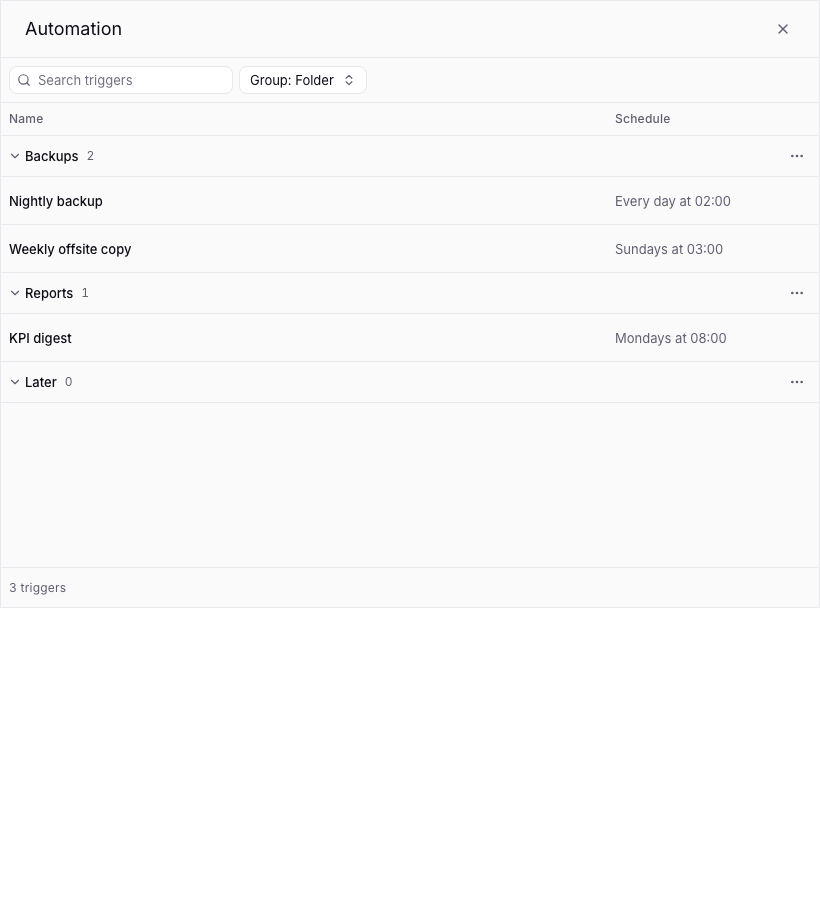 Automation
Search triggers
Group: Folder
Name Schedule
Backups 2
Nightly backup Every day at 02:00
Weekly offsite copy Sundays at 03:00
Reports 1
KPI digest Mondays at 08:00
Later 0
3 triggers